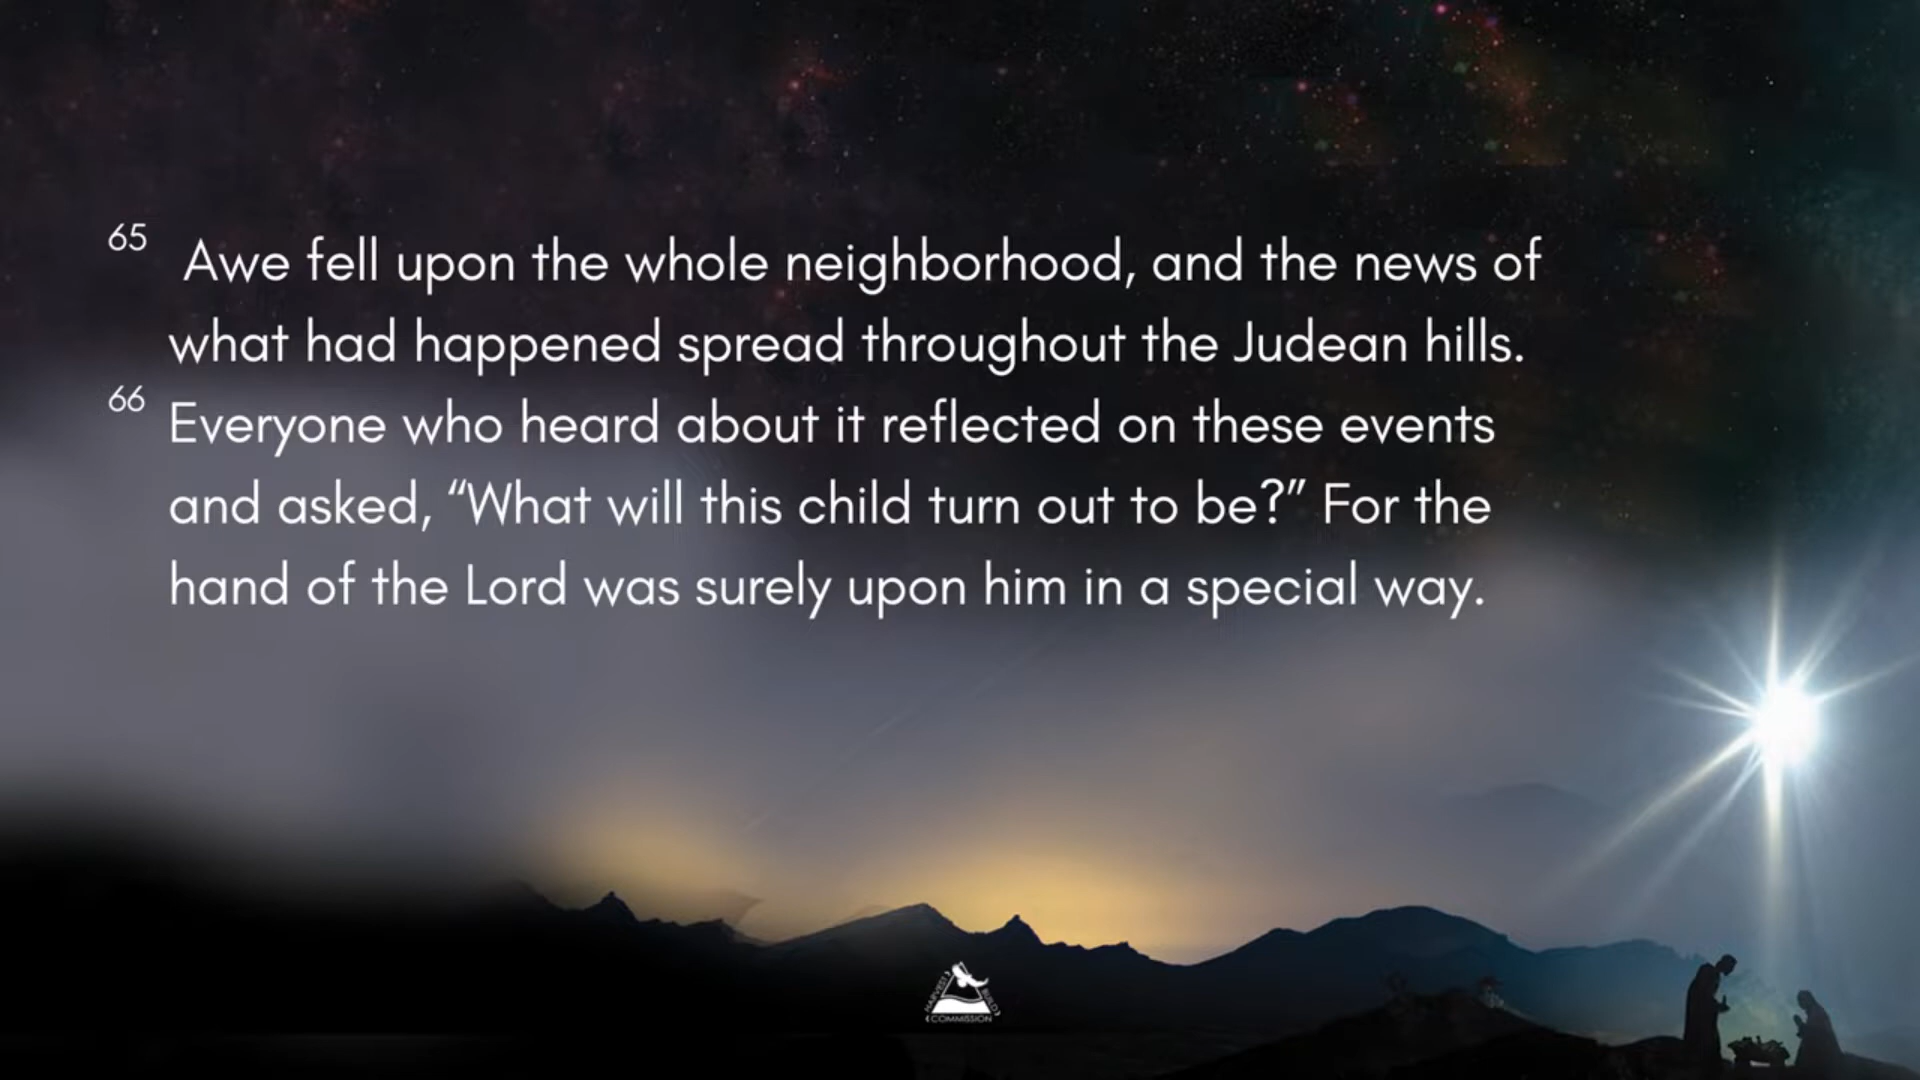 65 Awe fell upon the whole neighborhood, and the news of
what had happened spread throughout the Judean hills.
66 Everyone who heard about it reflected on these events
and asked, “What will this child turn out to be?” For the
hand of the Lord was surely upon him in a special way.
HARVEST BUILD
COMMISSION